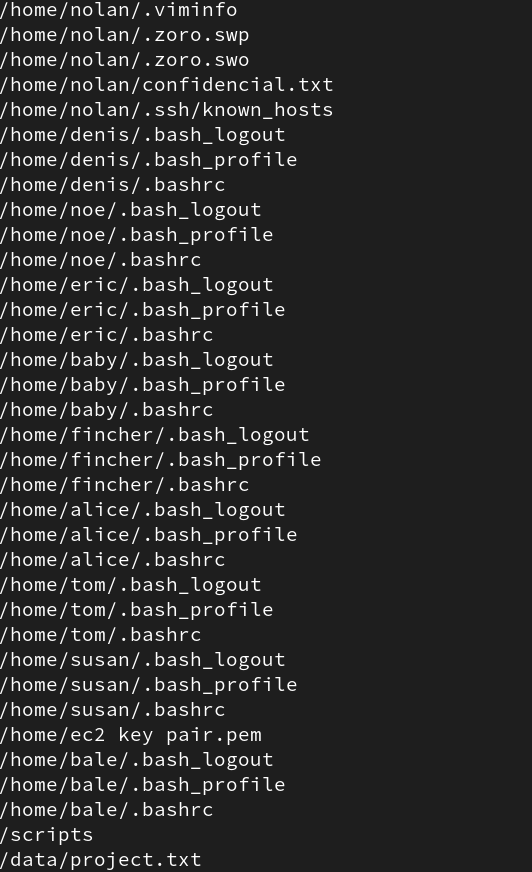 /home/nolan/.viminfo
/home/nolan/.zoro.swp
/home/nolan/.zoro.swo
/home/nolan/confidencial.txt
/home/nolan/.ssh/known_hosts
/home/denis/.bash_logout
/home/denis/.bash_profile
/home/denis/.bashrc
/home/noe/.bash_logout
/home/noe/.bash_profile
/home/noe/.bashrc
/home/eric/.bash_logout
/home/eric/.bash_profile
/home/eric/.bashrc
/home/baby/.bash_logout
/home/baby/.bash_profile
/home/baby/.bashrc
/home/fincher/.bash_logout
/home/fincher/.bash_profile
/home/fincher/.bashrc
/home/alice/.bash_logout
/home/alice/.bash_profile
/home/alice/.bashrc
/home/tom/.bash_logout
/home/tom/.bash_profile
/home/tom/.bashrc
/home/susan/.bash_logout
/home/susan/.bash_profile
/home/susan/.bashrc
/home/ec2 key pair.pem
/home/bale/.bash_logout
/home/bale/.bash_profile
/home/bale/.bashrc
/scripts
/data/project.txt